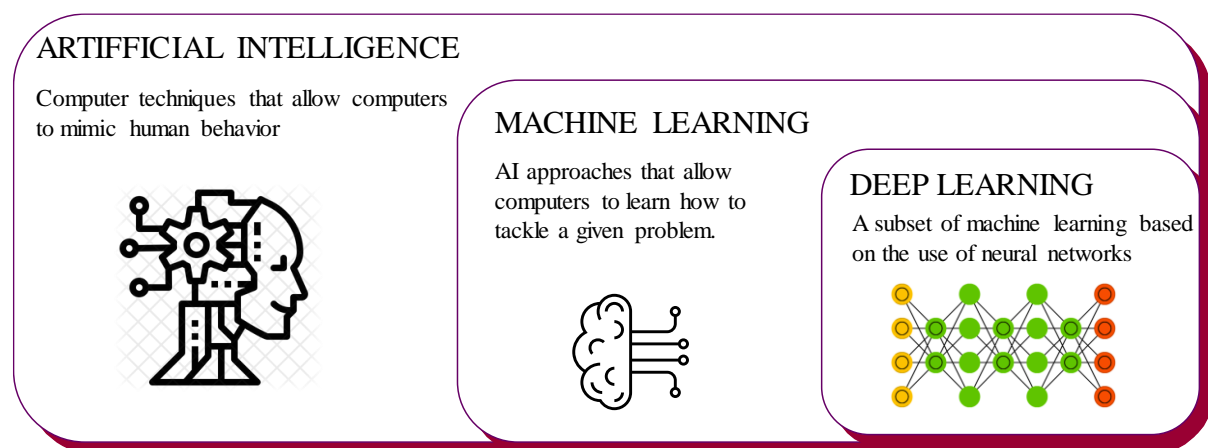 ARTIFFICIAL INTELLIGENCE
Computer techniques that allow computers
to mimic human behavior
MACHINE LEARNING
AI approaches that allow
computers to learn how to
tackle a given problem.
DEEP LEARNING
A subset of machine learning based
on the use of neural networks